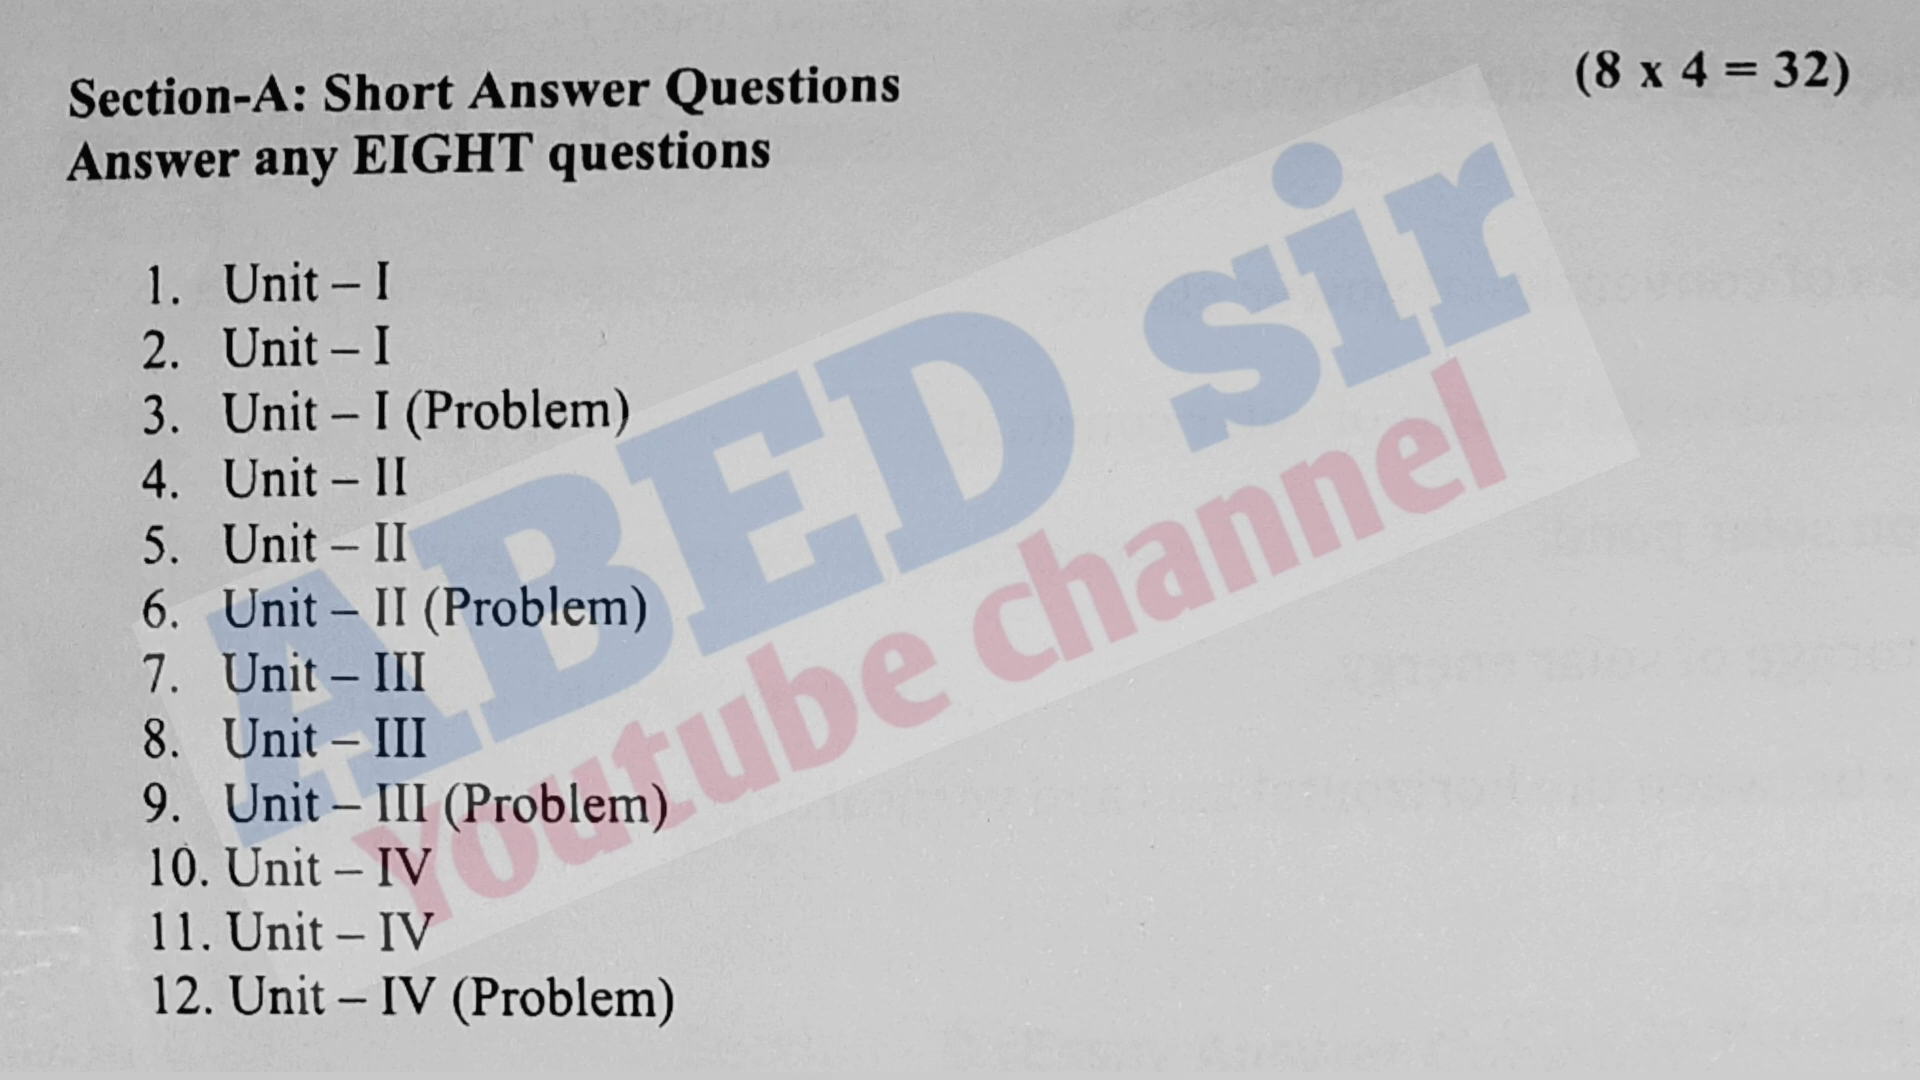 Section-A: Short Answer Questions (8 x 4 = 32)
Answer any EIGHT questions
1. Unit – I
2. Unit – I
3. Unit – I (Problem)
4. Unit – II
5. Unit – II
6. Unit – II (Problem)
7. Unit – III
8. Unit – III
9. Unit – III (Problem)
10. Unit – IV
11. Unit – IV
12. Unit – IV (Problem)
ABED sir
Youtube channel